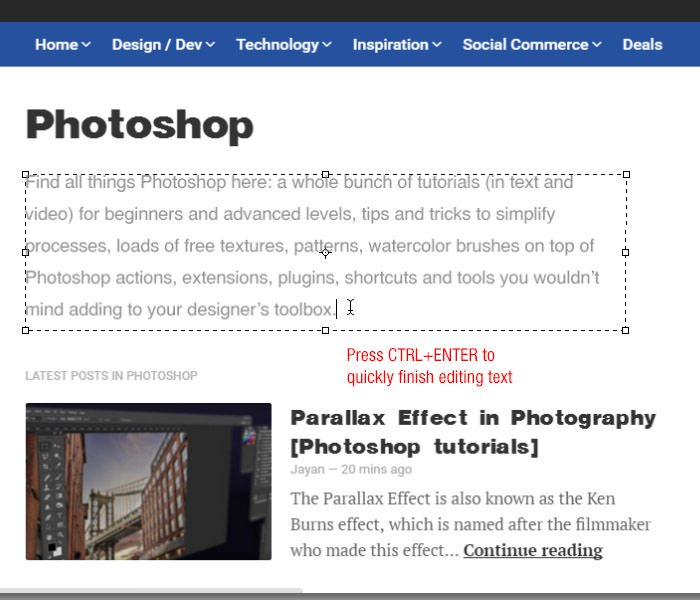 Home Design / Dev Technology Inspiration Social Commerce Deals
Photoshop
Find all things Photoshop here: a whole bunch of tutorials (in text and
video) for beginners and advanced levels, tips and tricks to simplify
processes, loads of free textures, patterns, watercolor brushes on top of
Photoshop actions, extensions, plugins, shortcuts and tools you wouldn’t
mind adding to your designer’s toolbox.
Press CTRL+ENTER to
quickly finish editing text
LATEST POSTS IN PHOTOSHOP
Parallax Effect in Photography
[Photoshop tutorials]
Jayan — 20 mins ago
The Parallax Effect is also known as the Ken
Burns effect, which is named after the filmmaker
who made this effect… Continue reading